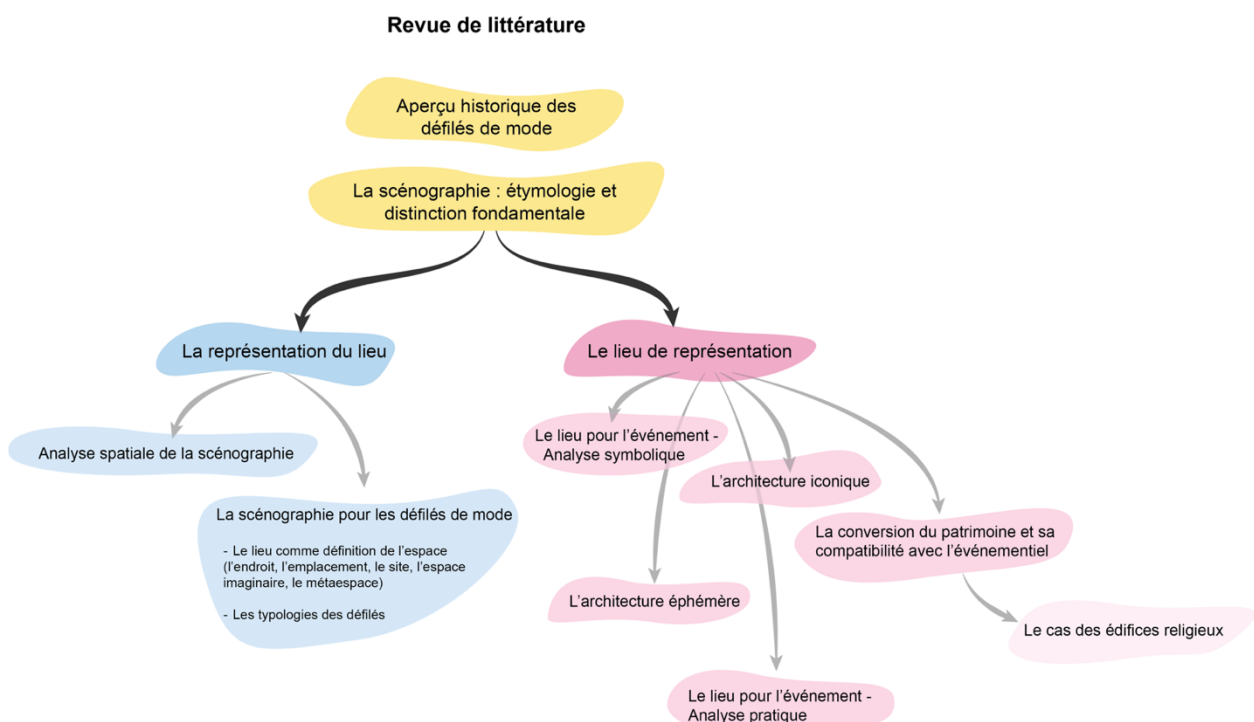 Revue de littérature
Aperçu historique des
défilés de mode
La scénographie : étymologie et
distinction fondamentale
La représentation du lieu
Le lieu de représentation
Analyse spatiale de la scénographie
La scénographie pour les défilés de mode
- Le lieu comme définition de l'espace
(l'endroit, l'emplacement, le site, l'espace
imaginaire, le métaespace)
- Les typologies des défilés
Le lieu pour l'événement -
Analyse symbolique
L'architecture iconique
La conversion du patrimoine et sa
compatibilité avec l'événementiel
L'architecture éphémère
Le cas des édifices religieux
Le lieu pour l'événement -
Analyse pratique